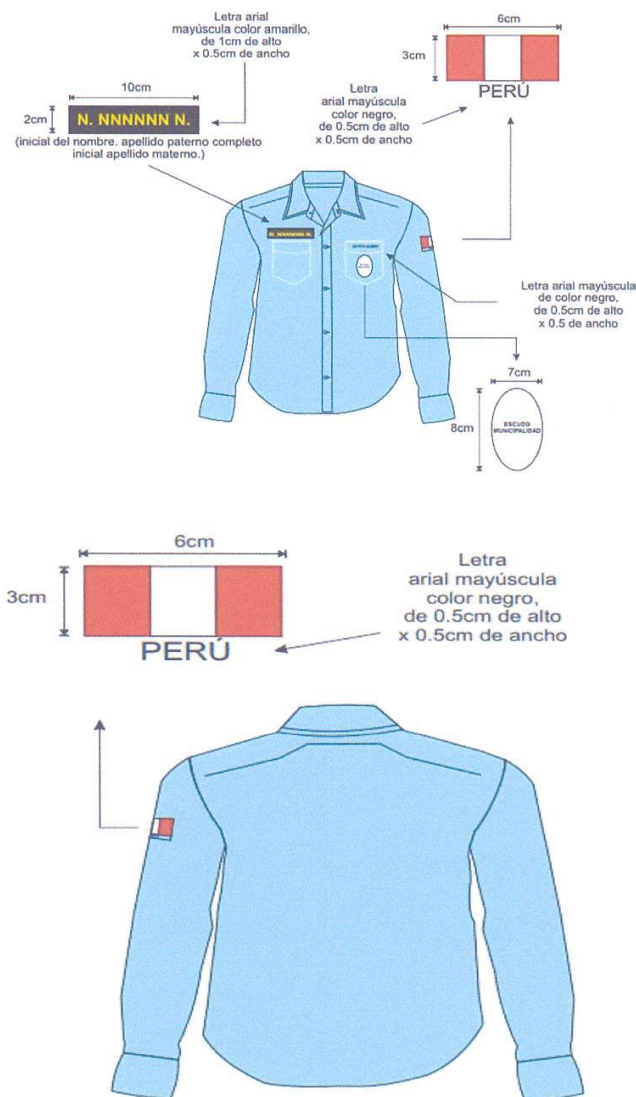 Letra arial
mayúscula color amarillo,
de 1cm de alto
x 0.5cm de ancho
10cm
2cm
N. NNNNNN N.
(inicial del nombre. apellido paterno completo
inicial apellido materno.)
6cm
3cm
PERÚ
Letra
arial mayúscula
color negro,
de 0.5cm de alto
x 0.5cm de ancho
N. NNNNNN N.
Letra arial mayúscula
de color negro,
de 0.5cm de alto
x 0.5 de ancho
7cm
8cm
ESCUDO
MUNICIPALIDAD
6cm
3cm
PERÚ
Letra
arial mayúscula
color negro,
de 0.5cm de alto
x 0.5cm de ancho